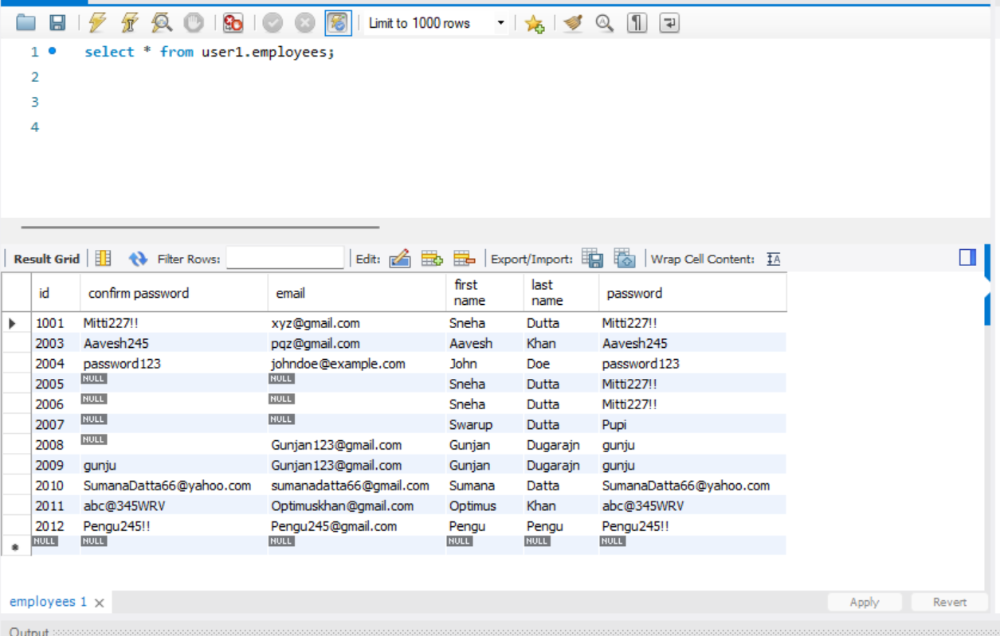 Limit to 1000 rows
1 select * from user1.employees;
2
3
4
Result Grid Filter Rows: Edit: Export/Import: Wrap Cell Content:
id confirm password email first name last name password
1001 Mitti227!! xyz@gmail.com Sneha Dutta Mitti227!!
2003 Aavesh245 pqz@gmail.com Aavesh Khan Aavesh245
2004 password123 johndoe@example.com John Doe password123
2005 NULL NULL Sneha Dutta Mitti227!!
2006 NULL NULL Sneha Dutta Mitti227!!
2007 NULL NULL Swarup Dutta Pupi
2008 NULL Gunjan123@gmail.com Gunjan Dugarajn gunju
2009 gunju Gunjan123@gmail.com Gunjan Dugarajn gunju
2010 SumanaDatta66@yahoo.com sumanadatta66@gmail.com Sumana Datta SumanaDatta66@yahoo.com
2011 abc@345WRV Optimuskhan@gmail.com Optimus Khan abc@345WRV
2012 Pengu245!! Pengu245@gmail.com Pengu Pengu Pengu245!!
NULL NULL NULL NULL NULL NULL
employees 1 Apply Revert
Output